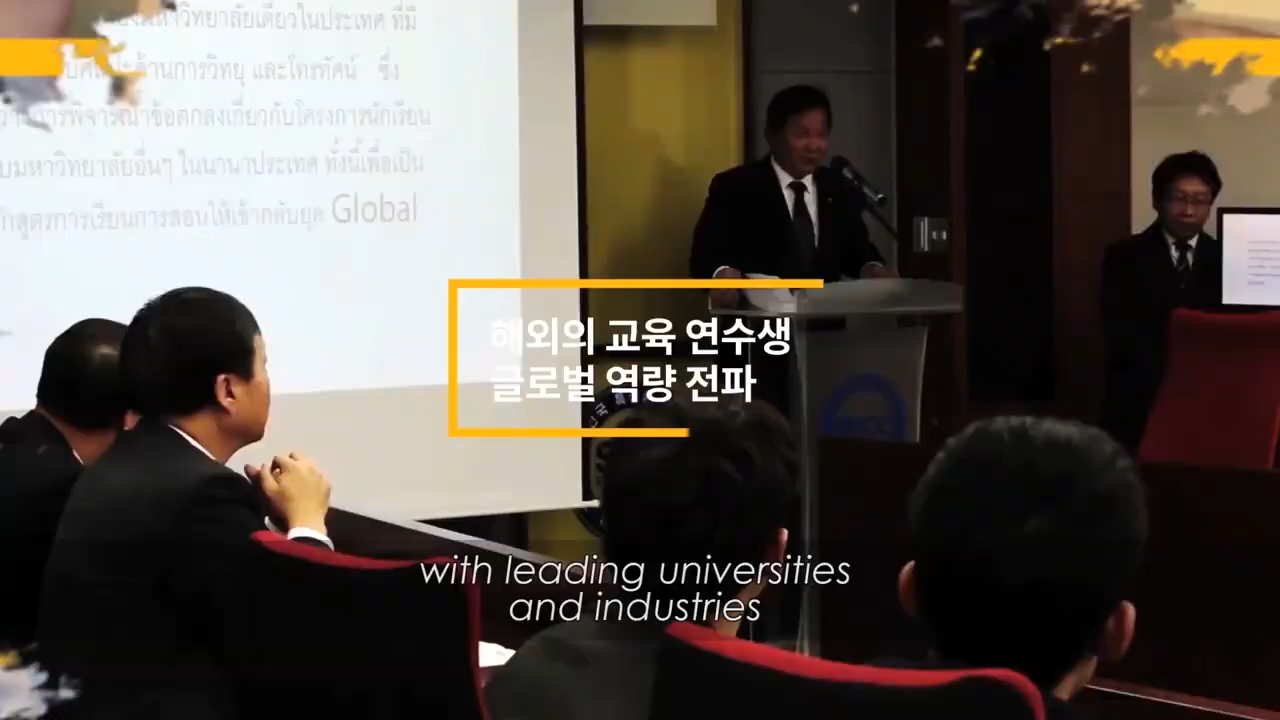 มหาวิทยาลัยเดียวในประเทศ ที่มี
ด้านการวิทยุ และโทรทัศน์ ซึ่ง
การพิจารณาข้อตกลงเกี่ยวกับโครงการนักเรียน
มหาวิทยาลัยอื่นๆ ในนานาประเทศ ทั้งนี้เพื่อเป็น
การเรียนการสอนให้เข้ากับยุค Global
해외의 교육 연수생
글로벌 역량 전파
with leading universities
and industries